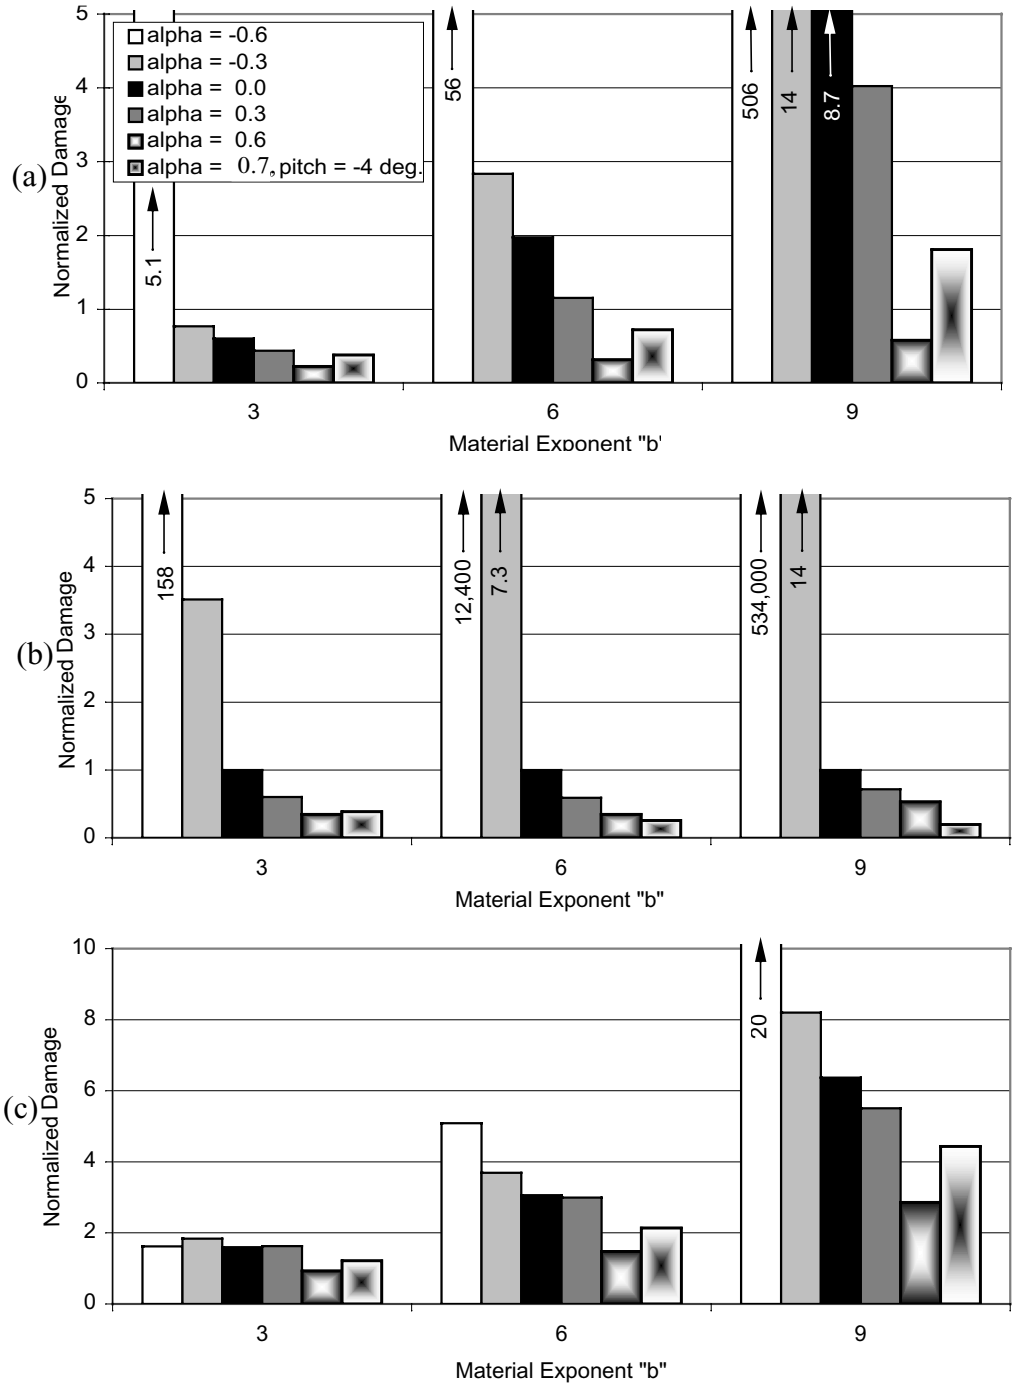 5
alpha = -0.6
alpha = -0.3
alpha = 0.0
alpha = 0.3
alpha = 0.6
alpha = 0.7, pitch = -4 deg.
4
3
2
1
0
(a)
Normalized Damage
5.1
56
506
14
8.7
3 6 9
Material Exponent "b'
5
4
3
2
1
0
(b)
Normalized Damage
158
12,400
7.3
534,000
14
3 6 9
Material Exponent "b"
10
8
6
4
2
0
(c)
Normalized Damage
20
3 6 9
Material Exponent "b"